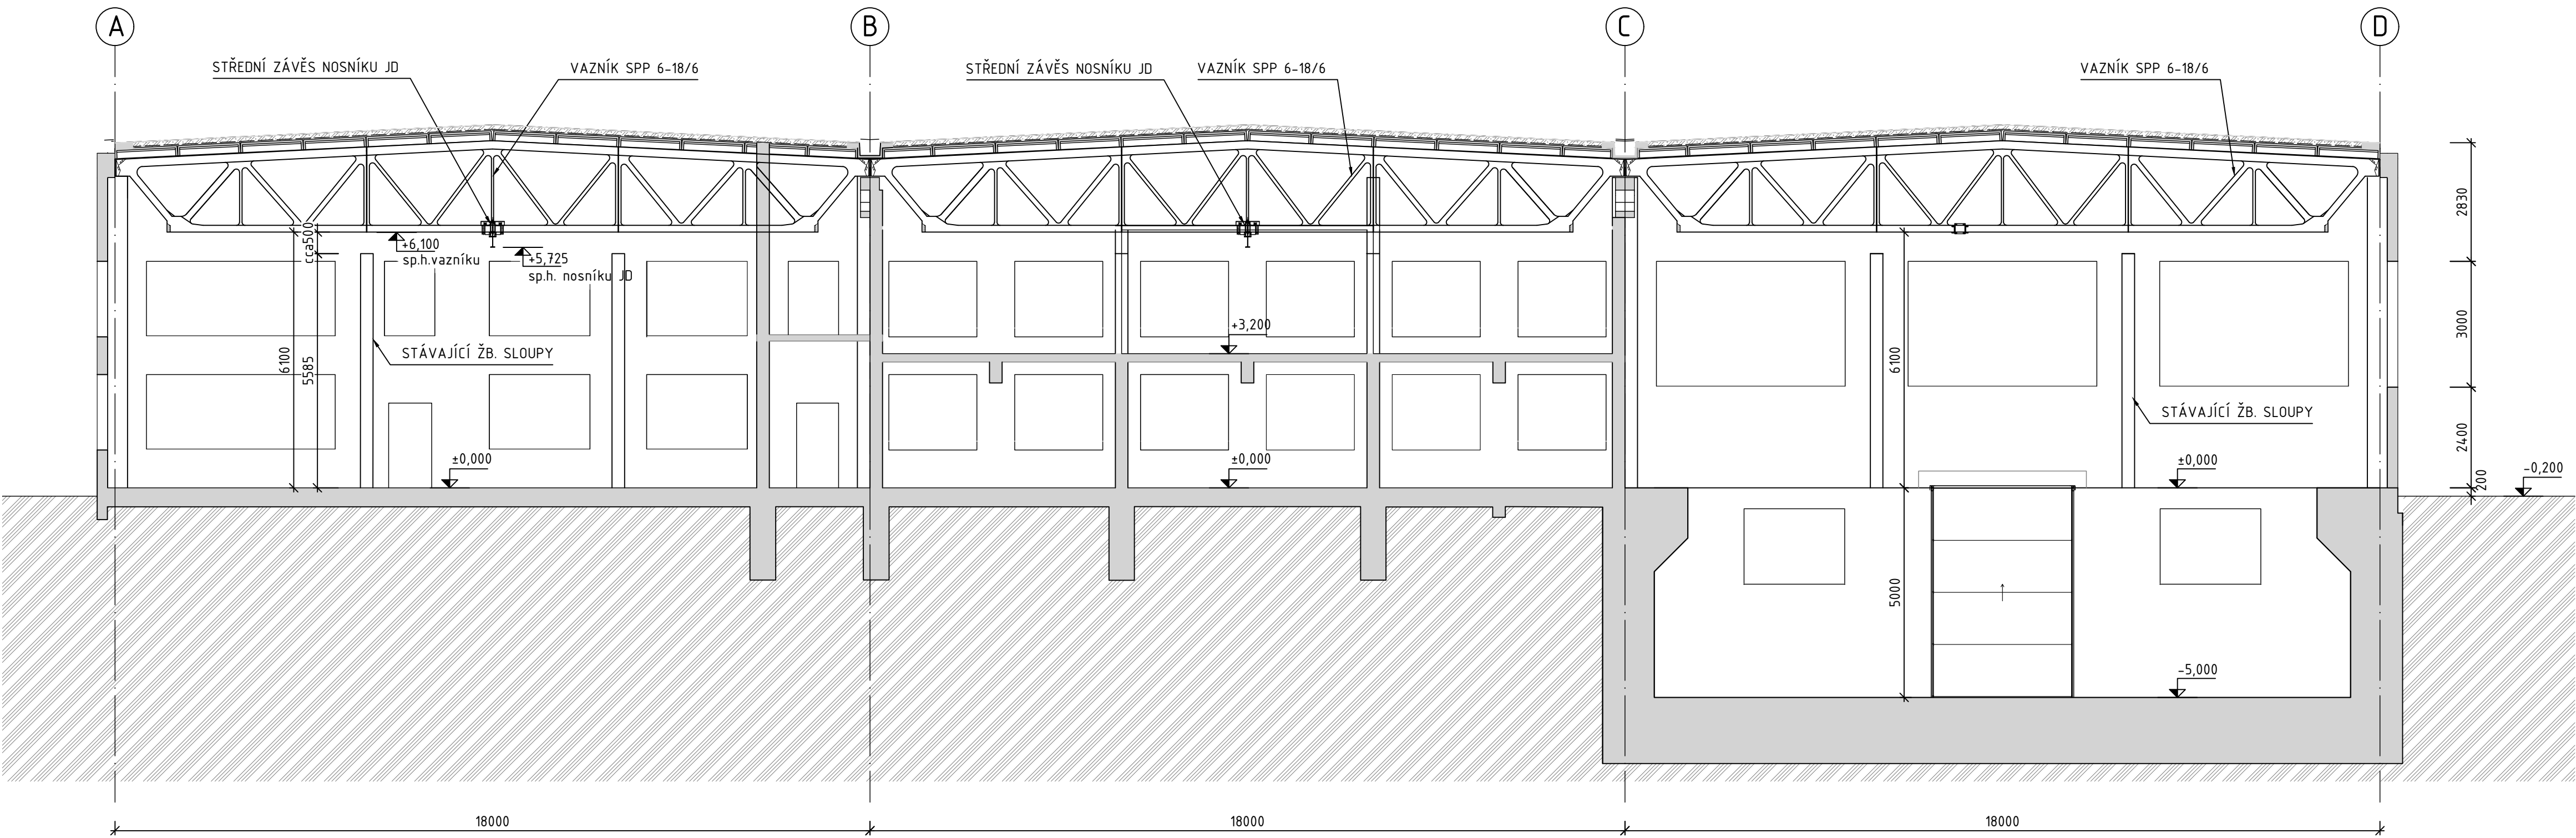 A
B
C
D
STŘEDNÍ ZÁVĚS NOSNÍKU JD
VAZNÍK SPP 6-18/6
STŘEDNÍ ZÁVĚS NOSNÍKU JD
VAZNÍK SPP 6-18/6
VAZNÍK SPP 6-18/6
cca500
+6,100
sp.h.vazníku
+5,725
sp.h. nosníku JD
6100
5585
STÁVAJÍCÍ ŽB. SLOUPY
±0,000
+3,200
±0,000
6100
STÁVAJÍCÍ ŽB. SLOUPY
±0,000
5000
-5,000
2830
3000
2400
200
-0,200
18000
18000
18000